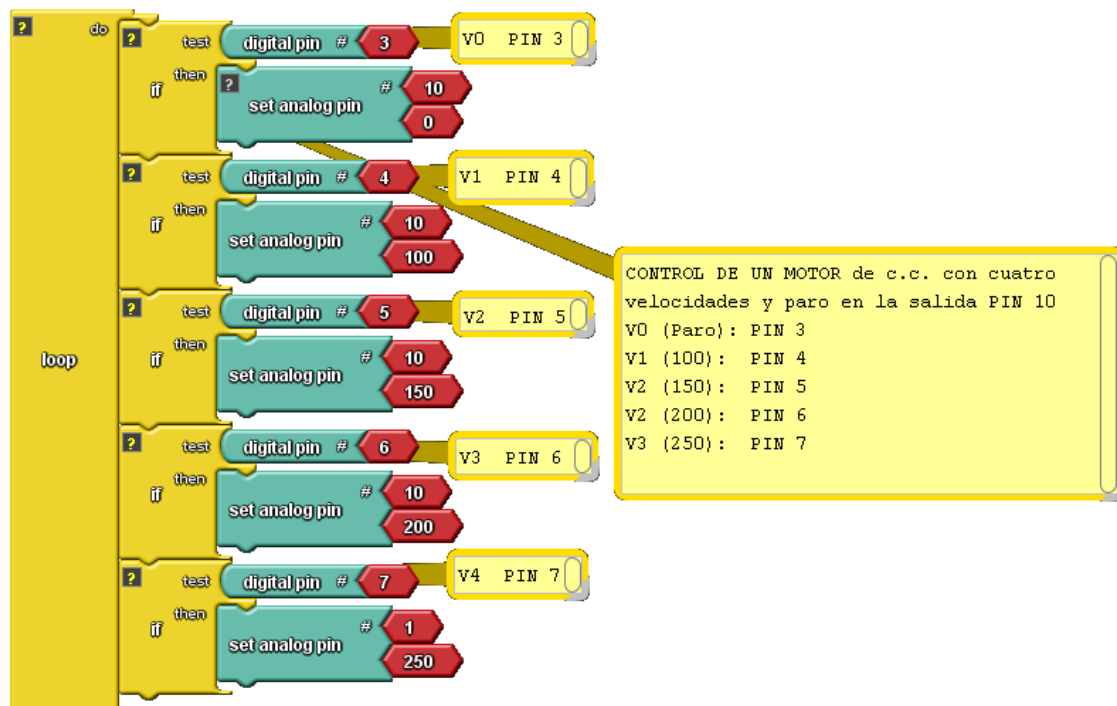 ? do ? test digital pin # 3 V0 PIN 3
if then ? set analog pin # 10
0
? test digital pin # 4 V1 PIN 4
if then set analog pin # 10
100
CONTROL DE UN MOTOR de c.c. con cuatro
velocidades y paro en la salida PIN 10
V0 (Paro): PIN 3
V1 (100): PIN 4
V2 (150): PIN 5
V2 (200): PIN 6
V3 (250): PIN 7
? test digital pin # 5 V2 PIN 5
loop if then set analog pin # 10
150
? test digital pin # 6 V3 PIN 6
if then set analog pin # 10
200
? test digital pin # 7 V4 PIN 7
if then set analog pin # 1
250